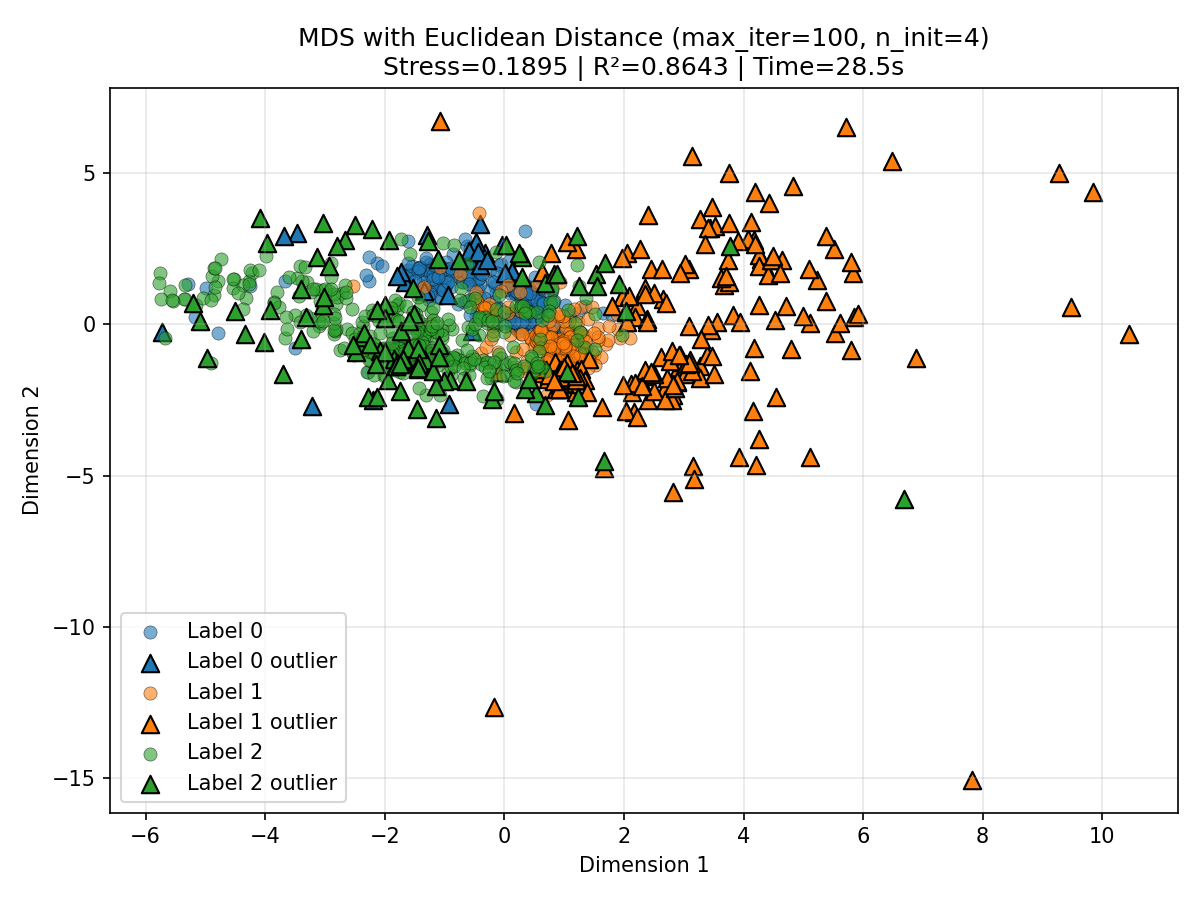 MDS with Euclidean Distance (max_iter=100, n_init=4)
Stress=0.1895 | R²=0.8643 | Time=28.5s
5
0
−5
−10
−15
Dimension 2
Label 0
Label 0 outlier
Label 1
Label 1 outlier
Label 2
Label 2 outlier
−6 −4 −2 0 2 4 6 8 10
Dimension 1